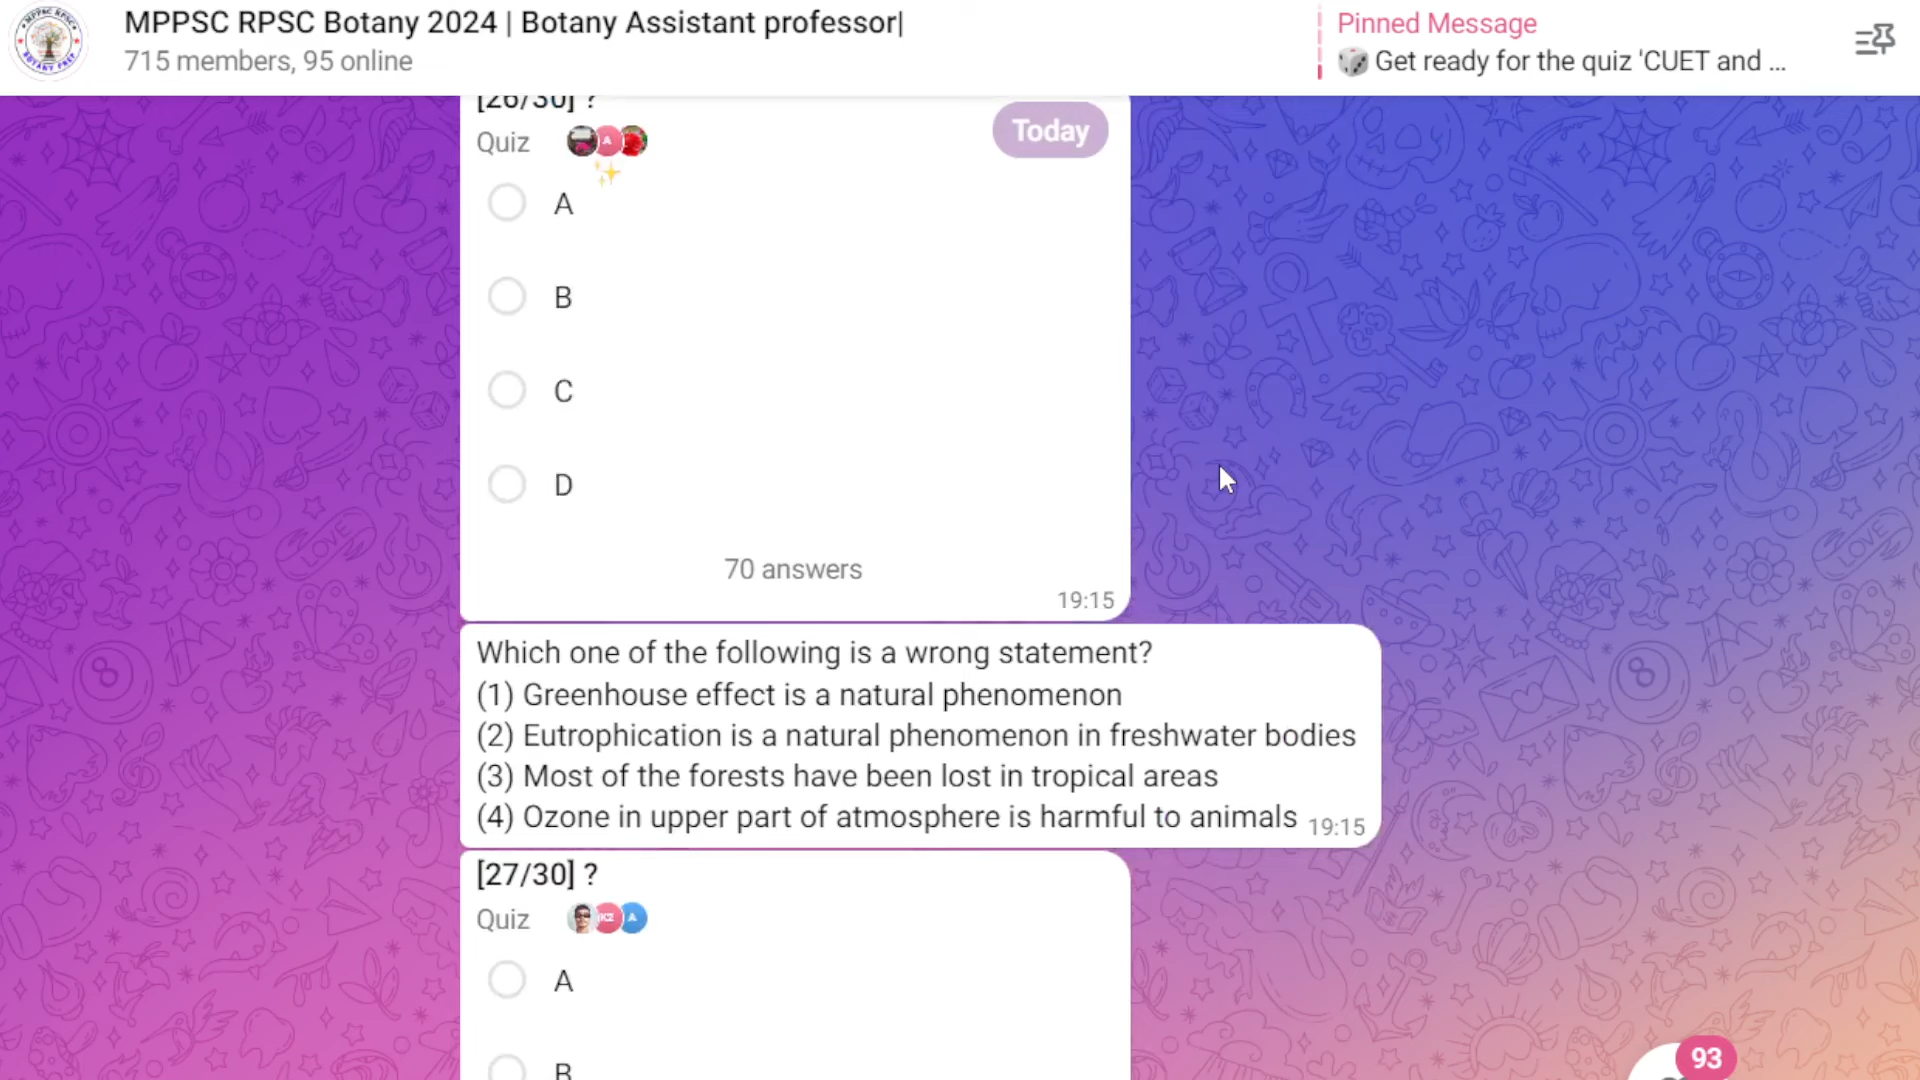 MPPSC RPSC Botany 2024 | Botany Assistant professor|
715 members, 95 online
Pinned Message
Get ready for the quiz 'CUET and ...
[26/30] ?
Quiz
A
Today
A
B
C
D
70 answers
19:15
Which one of the following is a wrong statement?
(1) Greenhouse effect is a natural phenomenon
(2) Eutrophication is a natural phenomenon in freshwater bodies
(3) Most of the forests have been lost in tropical areas
(4) Ozone in upper part of atmosphere is harmful to animals 19:15
[27/30] ?
Quiz
K2 A
A
B
93